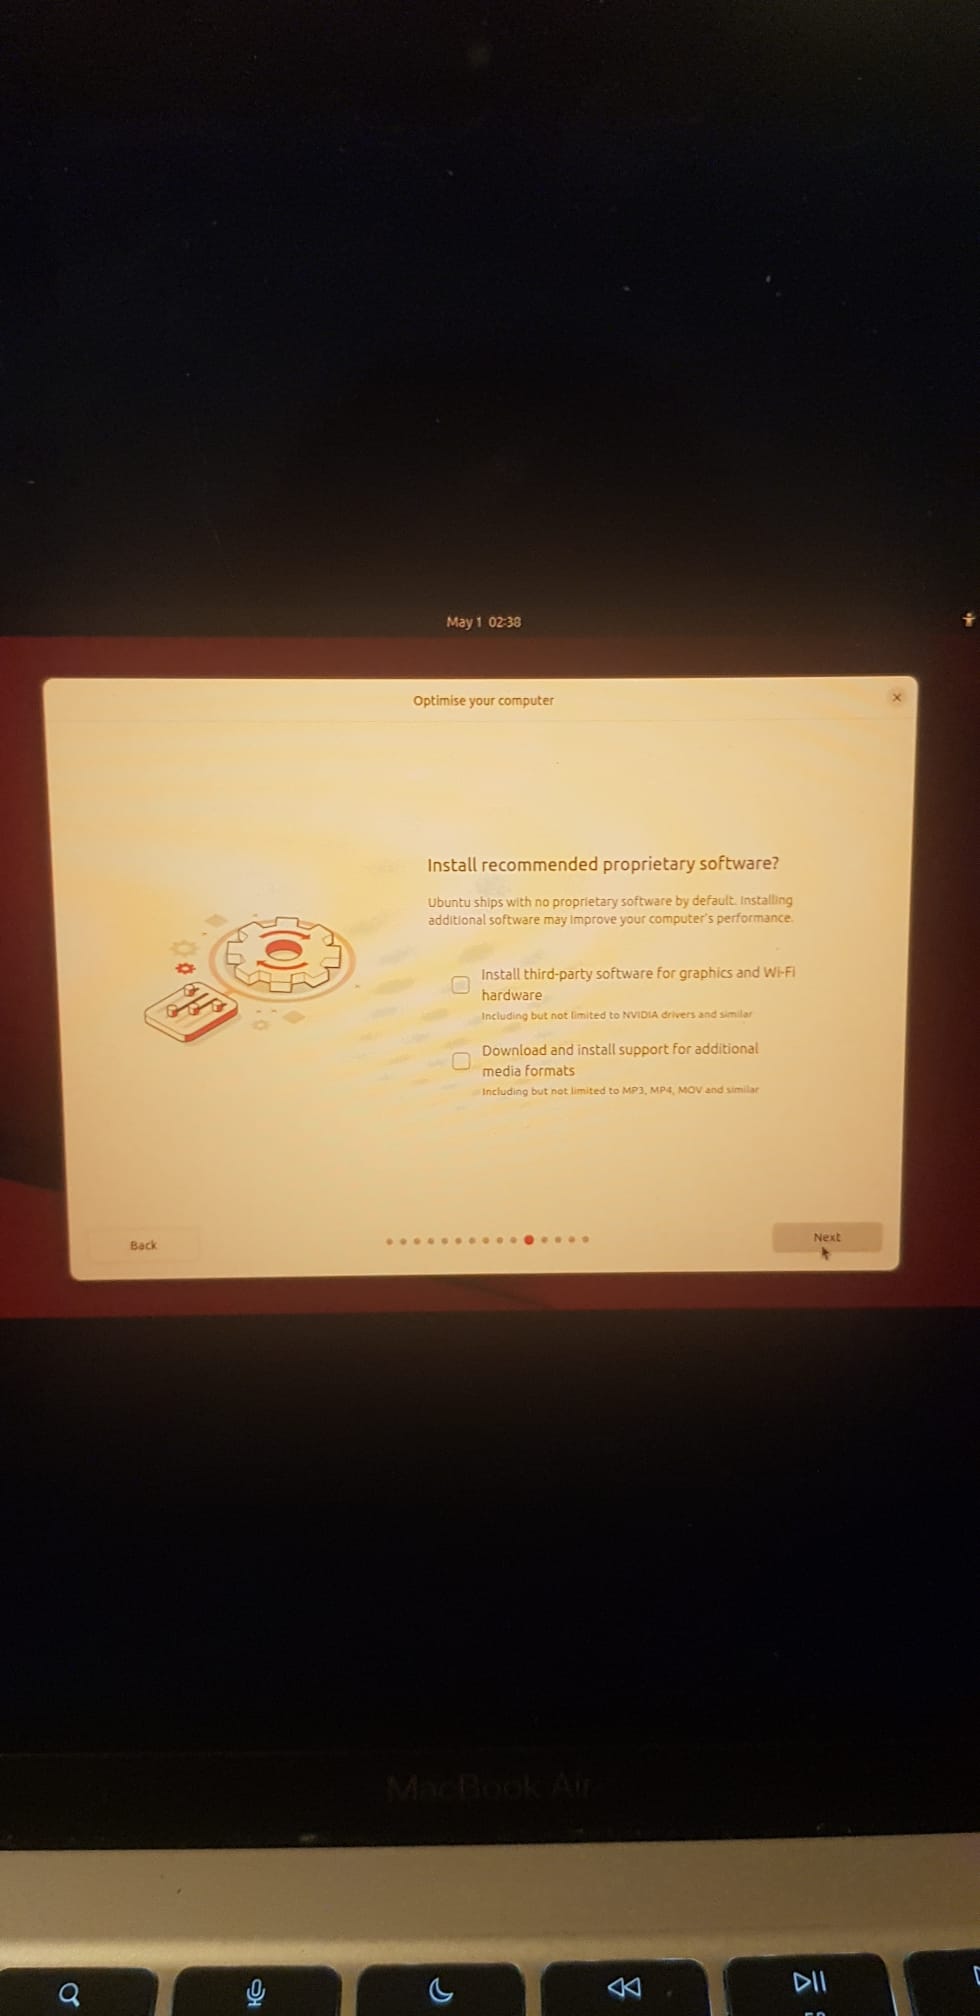 May 1 02:38
Optimise your computer
Install recommended proprietary software?
Ubuntu ships with no proprietary software by default. Installing
additional software may improve your computer's performance.
Install third-party software for graphics and Wi-Fi
hardware
Including but not limited to NVIDIA drivers and similar
Download and install support for additional
media formats
Including but not limited to MP3, MP4, MOV and similar
Back
Next
MacBook Air